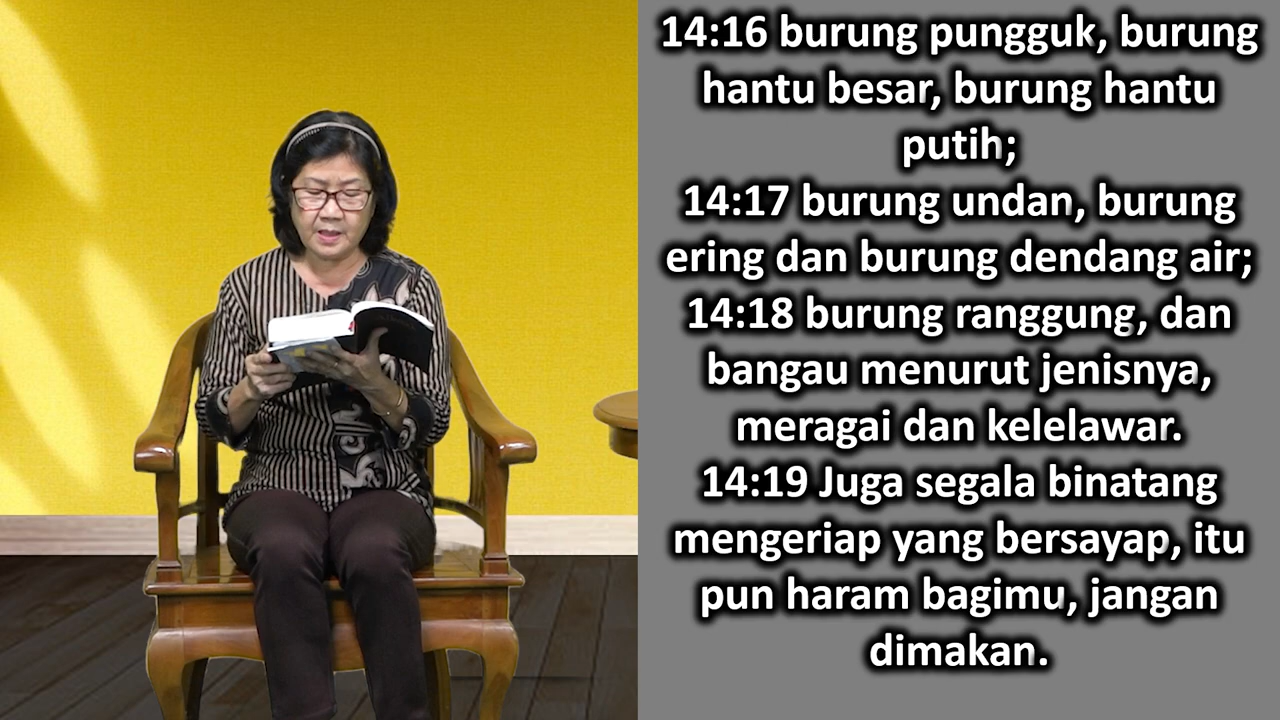 14:16 burung pungguk, burung
hantu besar, burung hantu
putih;
14:17 burung undan, burung
ering dan burung dendang air;
14:18 burung ranggung, dan
bangau menurut jenisnya,
meragai dan kelelawar.
14:19 Juga segala binatang
mengeriap yang bersayap, itu
pun haram bagimu, jangan
dimakan.